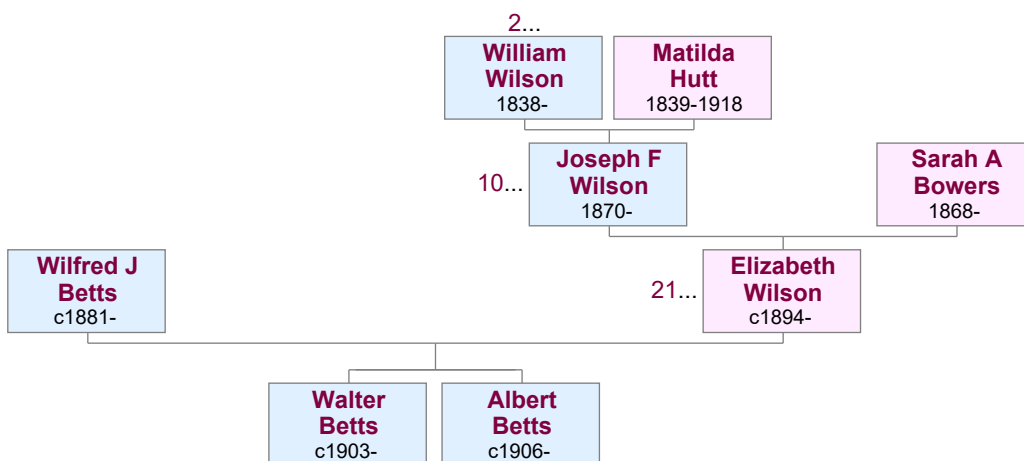 2...
William
Wilson
1838-
Matilda
Hutt
1839-1918
10...
Joseph F
Wilson
1870-
Sarah A
Bowers
1868-
Wilfred J
Betts
c1881-
21...
Elizabeth
Wilson
c1894-
Walter
Betts
c1903-
Albert
Betts
c1906-